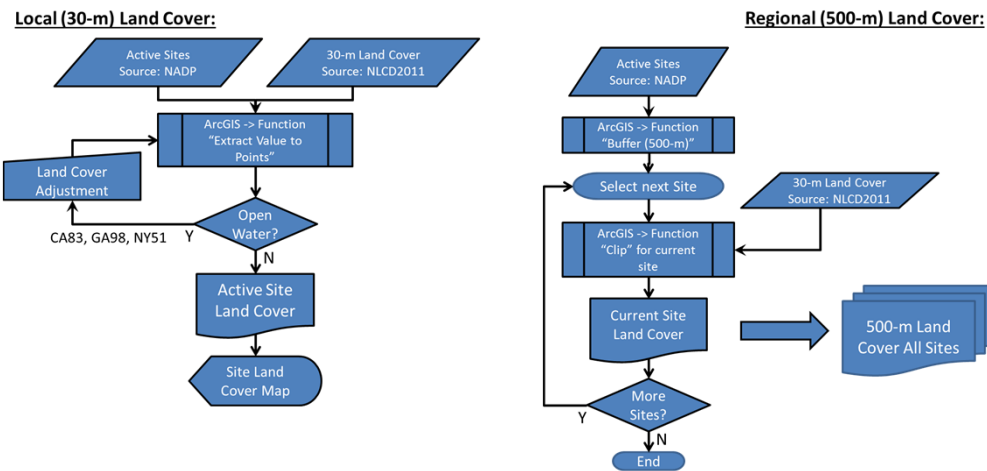 Local (30-m) Land Cover:
Active Sites
Source: NADP
30-m Land Cover
Source: NLCD2011
ArcGIS -> Function
“Extract Value to
Points”
Land Cover
Adjustment
Open
Water?
CA83, GA98, NY51
Y
N
Active Site
Land Cover
Site Land
Cover Map
Regional (500-m) Land Cover:
Active Sites
Source: NADP
ArcGIS -> Function
“Buffer (500-m)”
Select next Site
30-m Land Cover
Source: NLCD2011
ArcGIS -> Function
“Clip” for current
site
Current Site
Land Cover
500-m Land
Cover All Sites
More
Sites?
Y
N
End